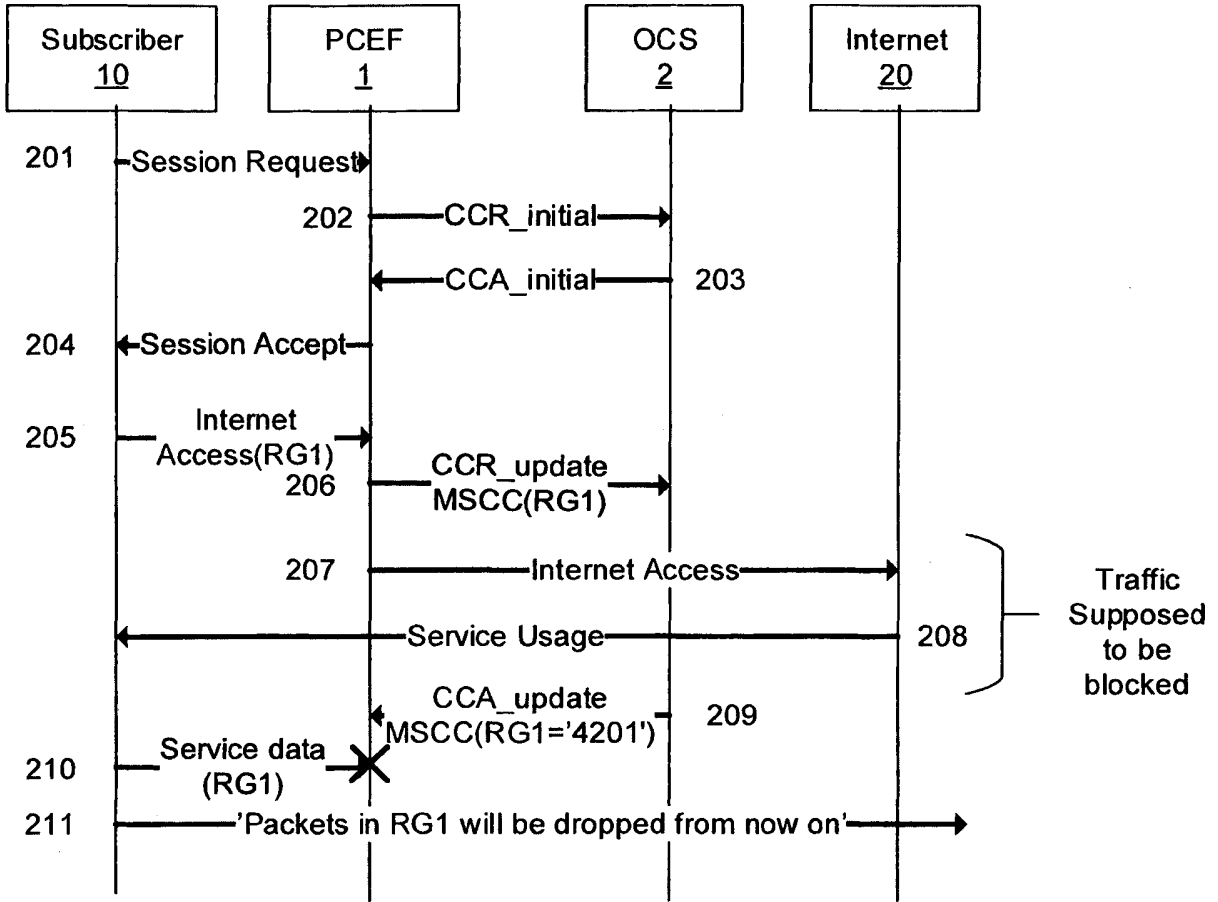 Subscriber
10
PCEF
1
OCS
2
Internet
20
201
Session Request
202
CCR_initial
CCA_initial
203
204
Session Accept
205
Internet
Access(RG1)
206
CCR_update
MSCC(RG1)
207
Internet Access
Service Usage
208
Traffic
Supposed
to be
blocked
CCA_update
MSCC(RG1='4201')
209
210
Service data
(RG1)
211
'Packets in RG1 will be dropped from now on'